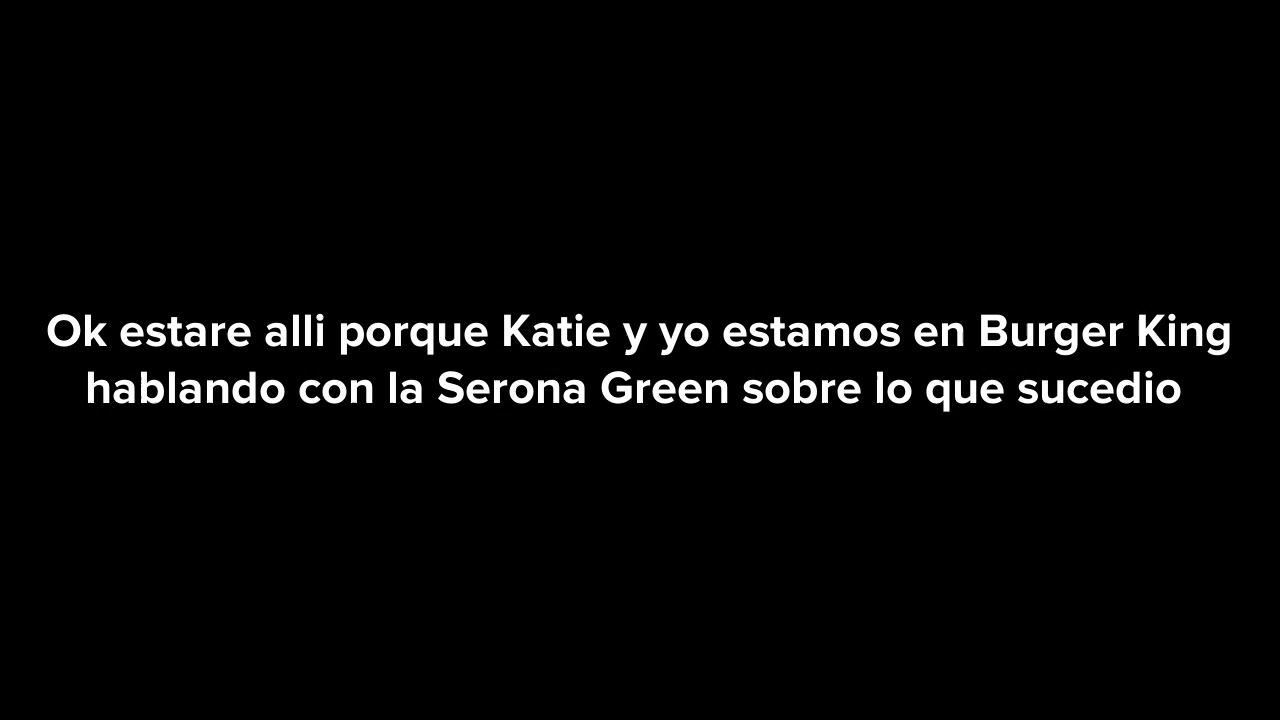 Ok estare alli porque Katie y yo estamos en Burger King
hablando con la Serona Green sobre lo que sucedio